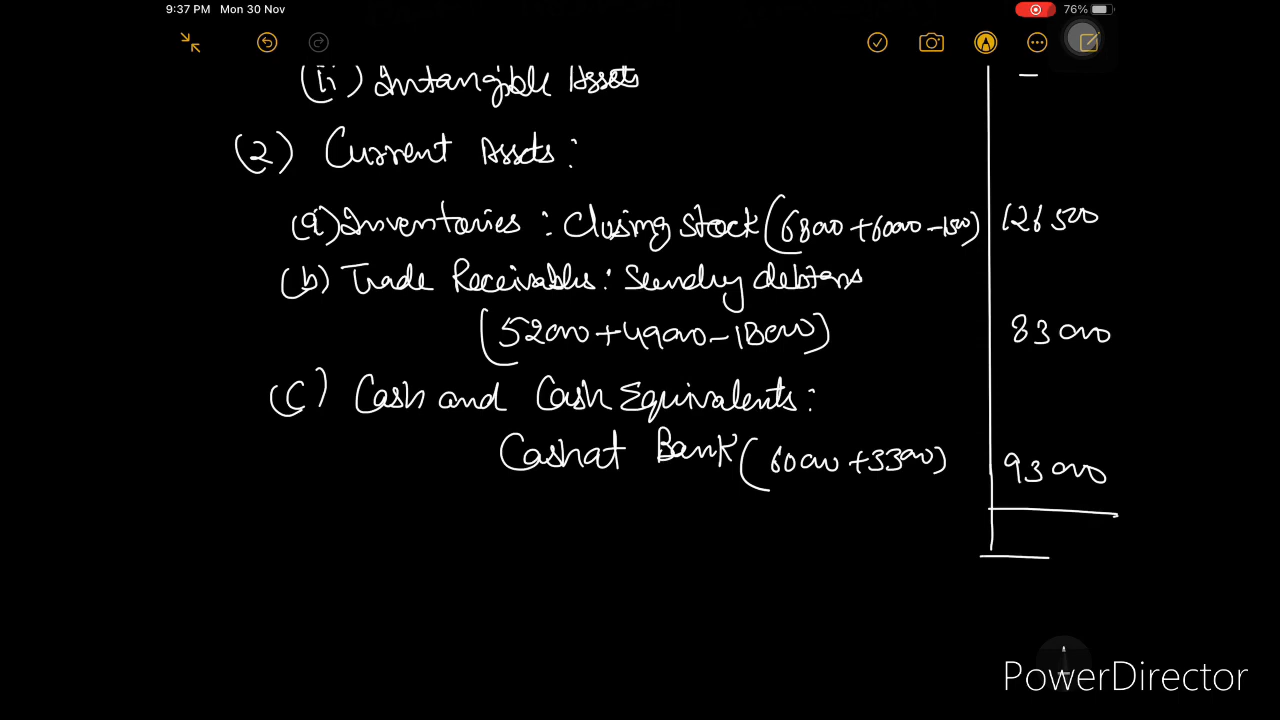 9:37 PM Mon 30 Nov 76%
(ii) Intangible Assets –
(2) Current Assets:
(a) Inventories: Closing stock (68000+60000-1500) 126500
(b) Trade Receivables: Sundry debtors
(52000+49000-18000) 83000
(c) Cash and Cash Equivalents:
Cash at Bank (60000+33000) 93000
PowerDirector